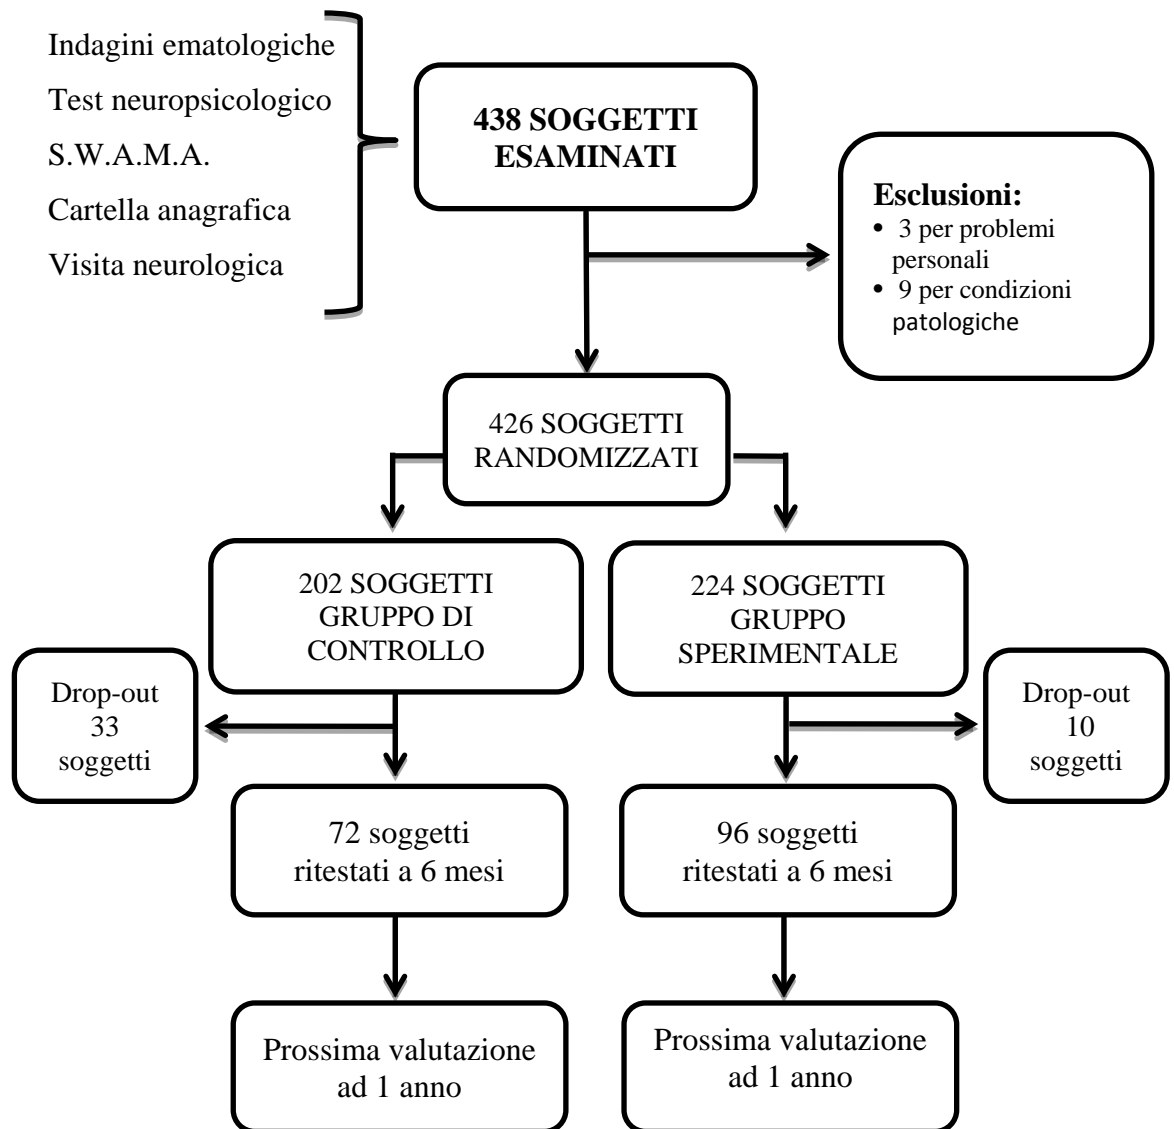 Indagini ematologiche
Test neuropsicologico
S.W.A.M.A.
Cartella anagrafica
Visita neurologica
438 SOGGETTI
ESAMINATI
Esclusioni:
• 3 per problemi
personali
• 9 per condizioni
patologiche
426 SOGGETTI
RANDOMIZZATI
202 SOGGETTI
GRUPPO DI
CONTROLLO
224 SOGGETTI
GRUPPO
SPERIMENTALE
Drop-out
33
soggetti
Drop-out
10
soggetti
72 soggetti
ritestati a 6 mesi
96 soggetti
ritestati a 6 mesi
Prossima valutazione
ad 1 anno
Prossima valutazione
ad 1 anno